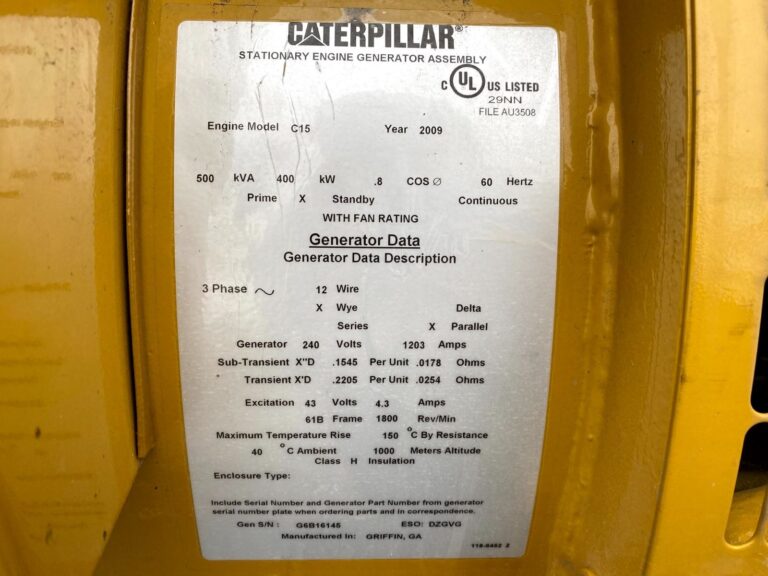 CATERPILLAR®
STATIONARY ENGINE GENERATOR ASSEMBLY
C UL US LISTED
29NN
FILE AU3508
Engine Model C15 Year 2009
500 kVA 400 kW .8 COS Ø 60 Hertz
Prime X Standby Continuous
WITH FAN RATING
Generator Data
Generator Data Description
3 Phase ~ 12 Wire
X Wye Delta
Series X Parallel
Generator 240 Volts 1203 Amps
Sub-Transient X"D .1545 Per Unit .0178 Ohms
Transient X'D .2205 Per Unit .0254 Ohms
Excitation 43 Volts 4.3 Amps
61B Frame 1800 Rev/Min
Maximum Temperature Rise 150 °C By Resistance
40 °C Ambient 1000 Meters Altitude
Class H Insulation
Enclosure Type:
Include Serial Number and Generator Part Number from generator
serial number plate when ordering parts and in correspondence.
Gen S/N : G6B16145 ESO: DZGVG
Manufactured In: GRIFFIN, GA